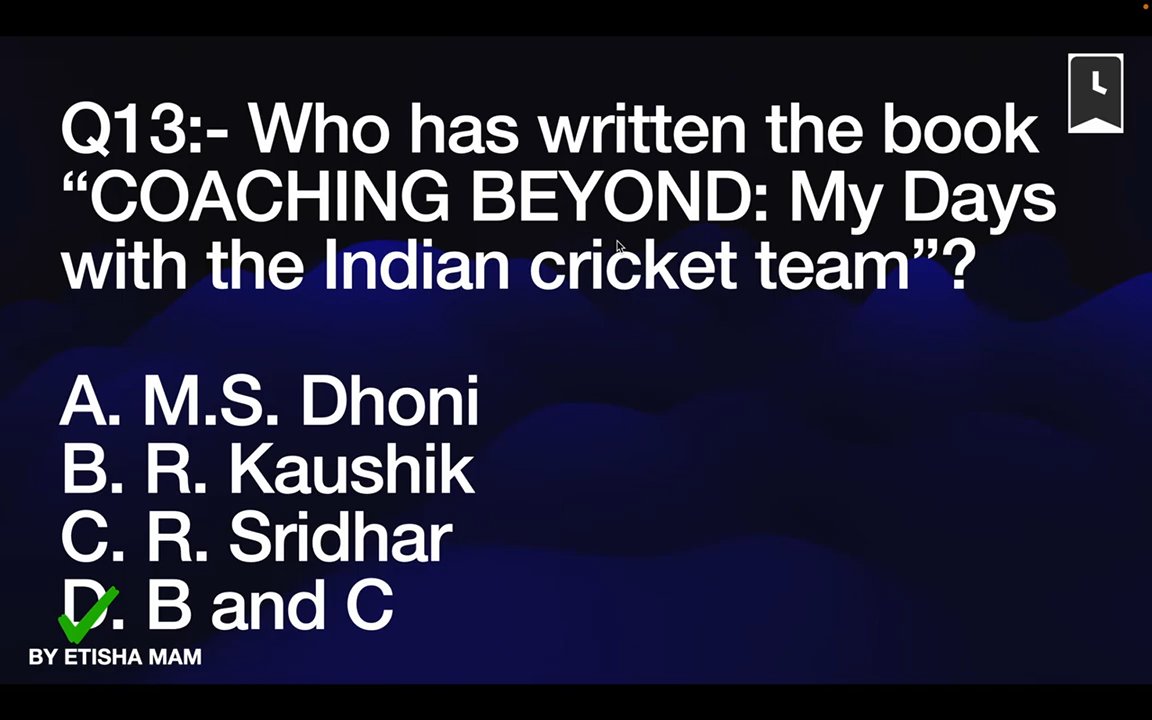 Q13:- Who has written the book
“COACHING BEYOND: My Days
with the Indian cricket team”?
A. M.S. Dhoni
B. R. Kaushik
C. R. Sridhar
D. B and C
BY ETISHA MAM